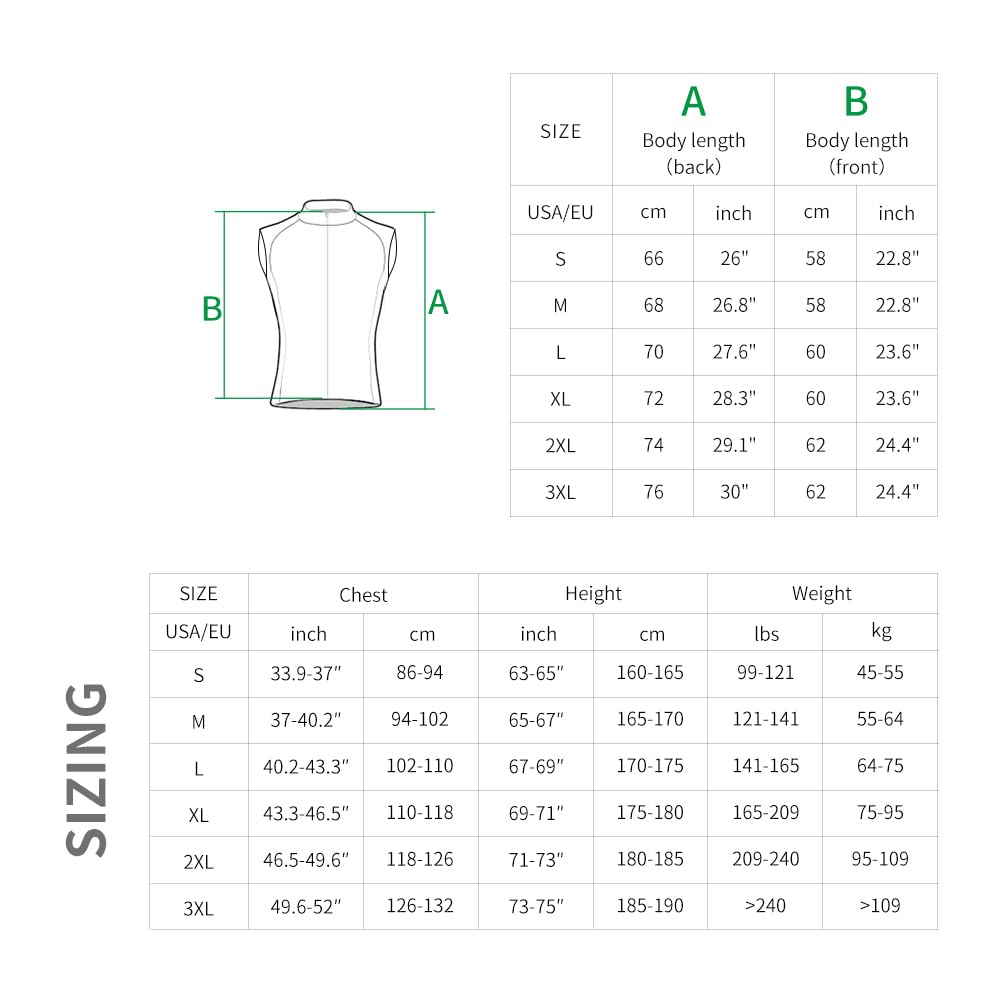 SIZE A B
Body length Body length
(back) (front)
USA/EU cm inch cm inch
S 66 26" 58 22.8"
M 68 26.8" 58 22.8"
L 70 27.6" 60 23.6"
XL 72 28.3" 60 23.6"
2XL 74 29.1" 62 24.4"
3XL 76 30" 62 24.4"
B A
SIZING
SIZE Chest Height Weight
USA/EU inch cm inch cm lbs kg
S 33.9-37" 86-94 63-65" 160-165 99-121 45-55
M 37-40.2" 94-102 65-67" 165-170 121-141 55-64
L 40.2-43.3" 102-110 67-69" 170-175 141-165 64-75
XL 43.3-46.5" 110-118 69-71" 175-180 165-209 75-95
2XL 46.5-49.6" 118-126 71-73" 180-185 209-240 95-109
3XL 49.6-52" 126-132 73-75" 185-190 >240 >109